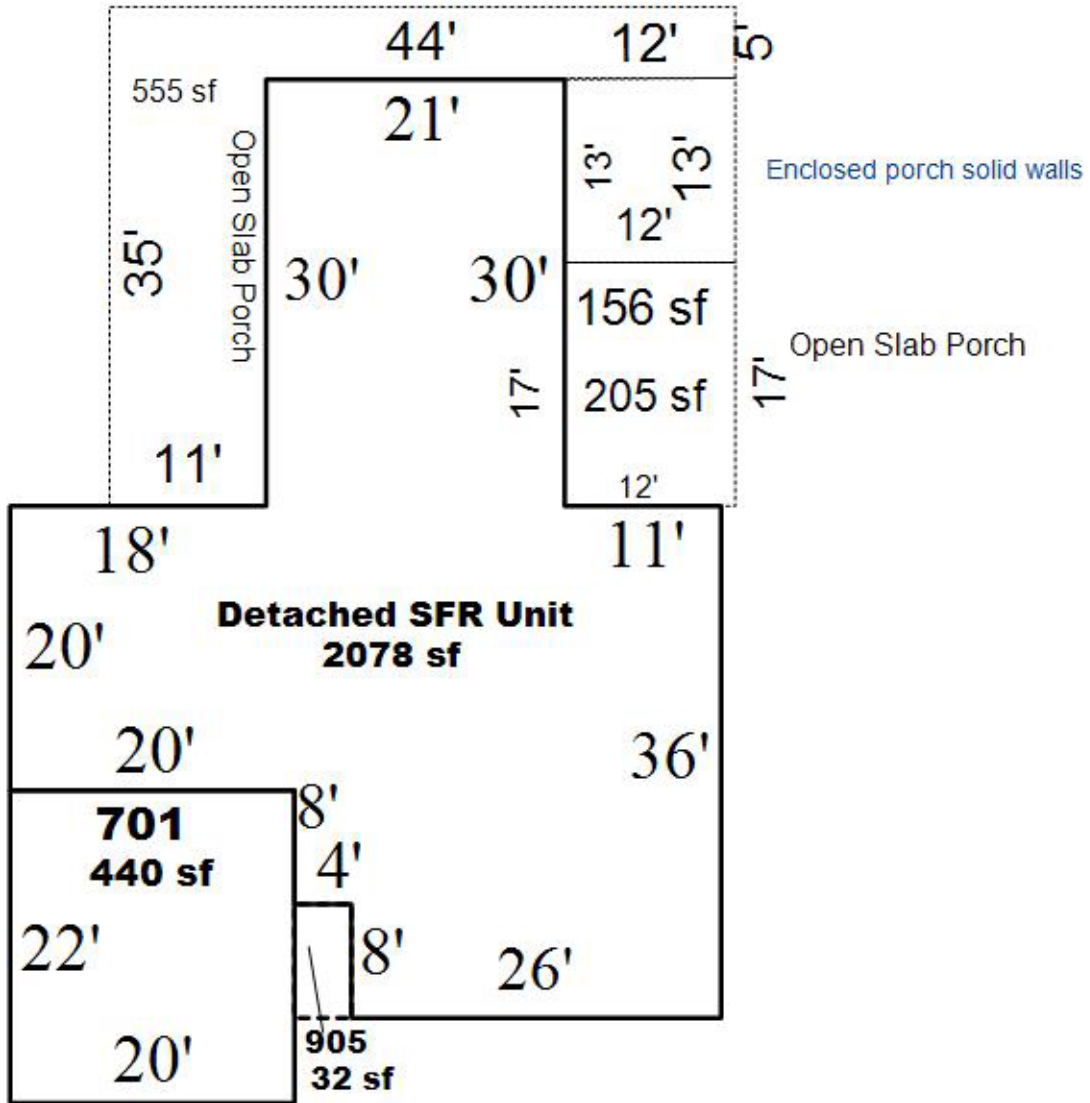 44'
12'
5'
555 sf
21'
Open Slab Porch
13'
13'
Enclosed porch solid walls
12'
35'
30'
30'
156 sf
Open Slab Porch
17'
205 sf
17'
11'
12'
18'
11'
Detached SFR Unit
2078 sf
20'
20'
36'
8'
701
440 sf
4'
22'
8'
26'
905
32 sf
20'